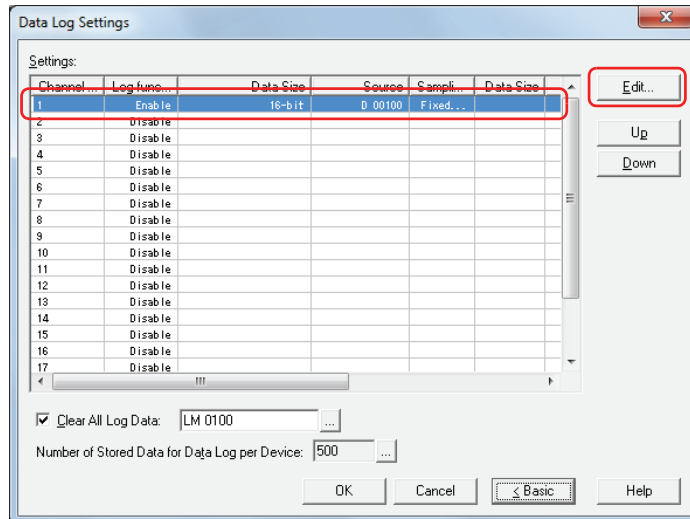 Data Log Settings
Settings:
Channel ... Log func... Data Size Source Sampli... Data Size
1 Enable 16-bit D 00100 Fixed...
2 Disable
3 Disable
4 Disable
5 Disable
6 Disable
7 Disable
8 Disable
9 Disable
10 Disable
11 Disable
12 Disable
13 Disable
14 Disable
15 Disable
16 Disable
17 Disable
Edit...
Up
Down
Clear All Log Data: LM 0100 ...
Number of Stored Data for Data Log per Device: 500 ...
OK Cancel < Basic Help